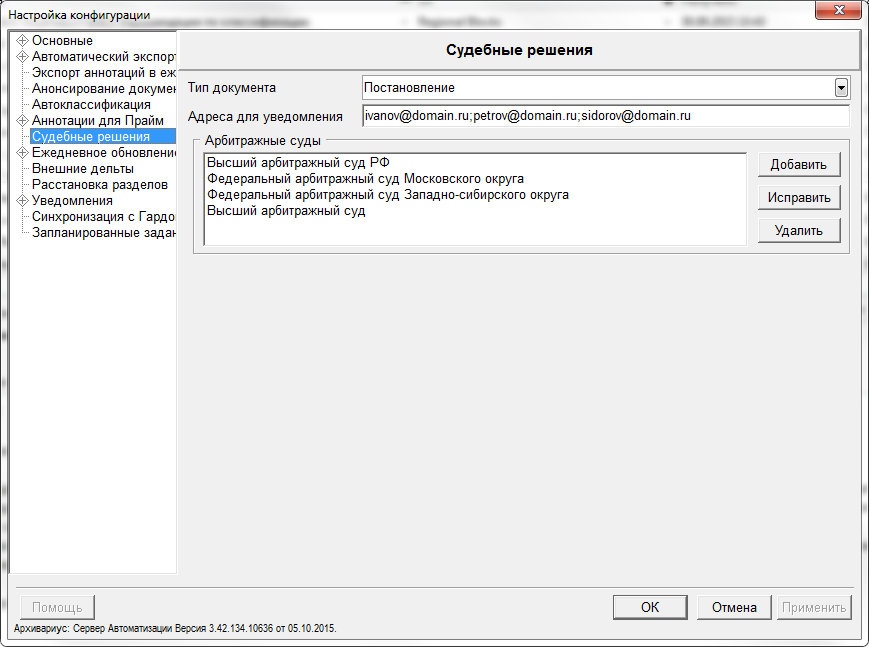 Настройка конфигурации
Основные
Автоматический экспорт
Экспорт аннотаций в еж
Анонсирование докумен
Автоклассификация
Аннотации для Прайм
Судебные решения
Ежедневное обновление
Внешние дельты
Расстановка разделов
Уведомления
Синхронизация с Гардо
Запланированные задан
Судебные решения
Тип документа
Постановление
Адреса для уведомления
ivanov@domain.ru;petrov@domain.ru;sidorov@domain.ru
Арбитражные суды
Высший арбитражный суд РФ
Федеральный арбитражный суд Московского округа
Федеральный арбитражный суд Западно-сибирского округа
Высший арбитражный суд
Добавить
Исправить
Удалить
Помощь
ОК
Отмена
Применить
Архивариус: Сервер Автоматизации Версия 3.42.134.10636 от 05.10.2015.